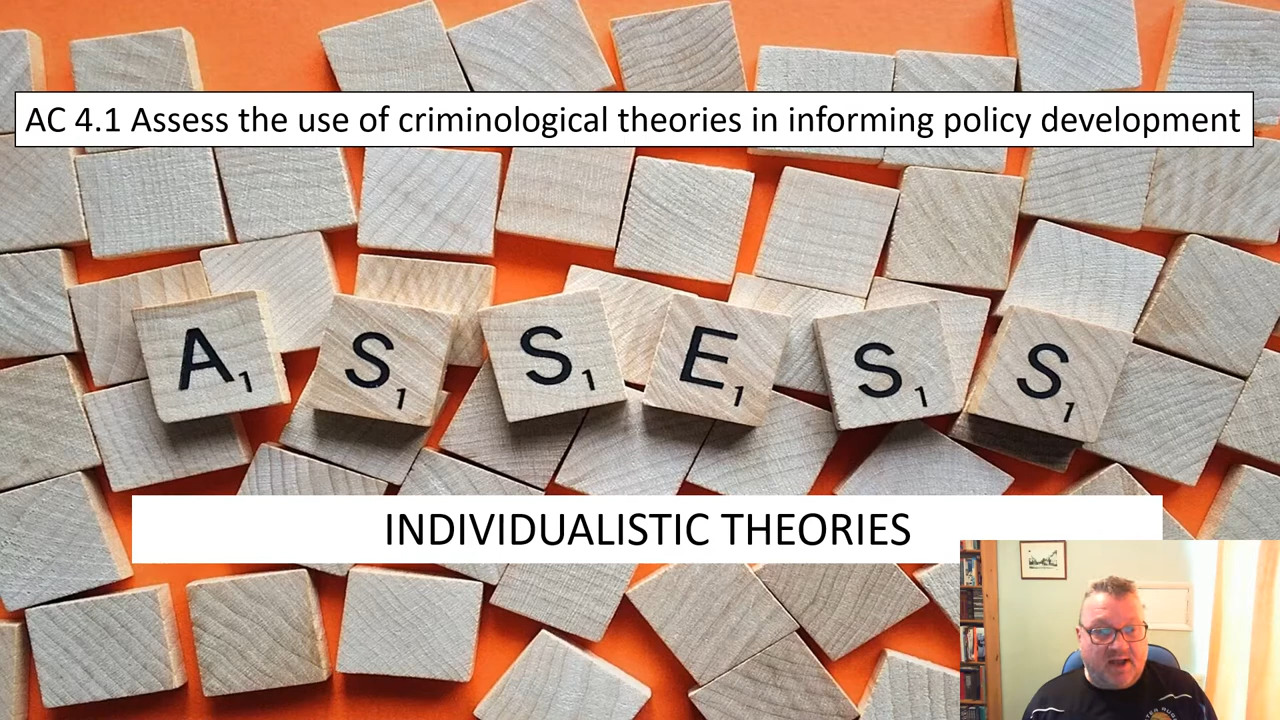 AC 4.1 Assess the use of criminological theories in informing policy development
A1 S1 S1 E1 S1 S1
INDIVIDUALISTIC THEORIES